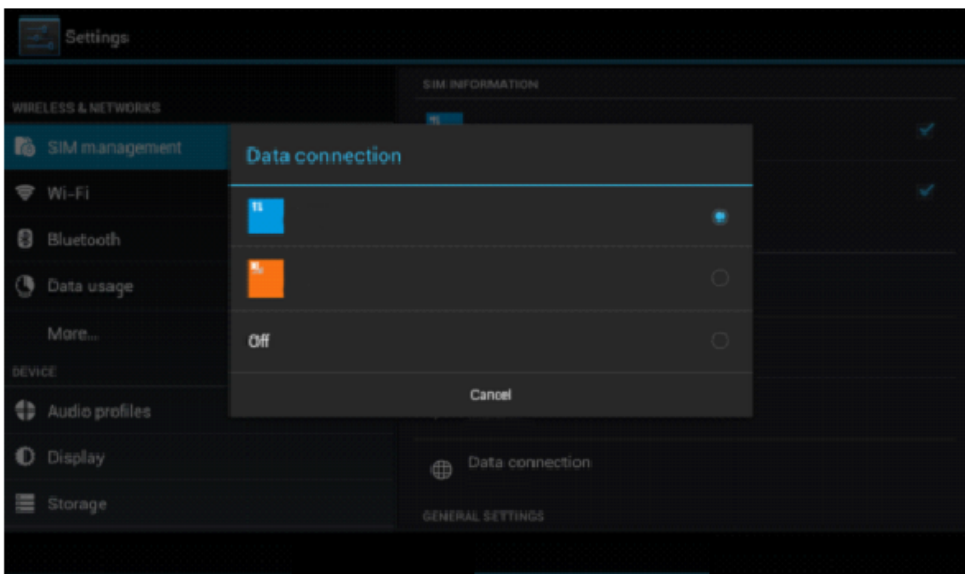 Settings
WIRELESS & NETWORKS
SIM management
Wi-Fi
Bluetooth
Data usage
More...
DEVICE
Audio profiles
Display
Storage
SIM INFORMATION
Data connection
Off
Cancel
Data connection
GENERAL SETTINGS